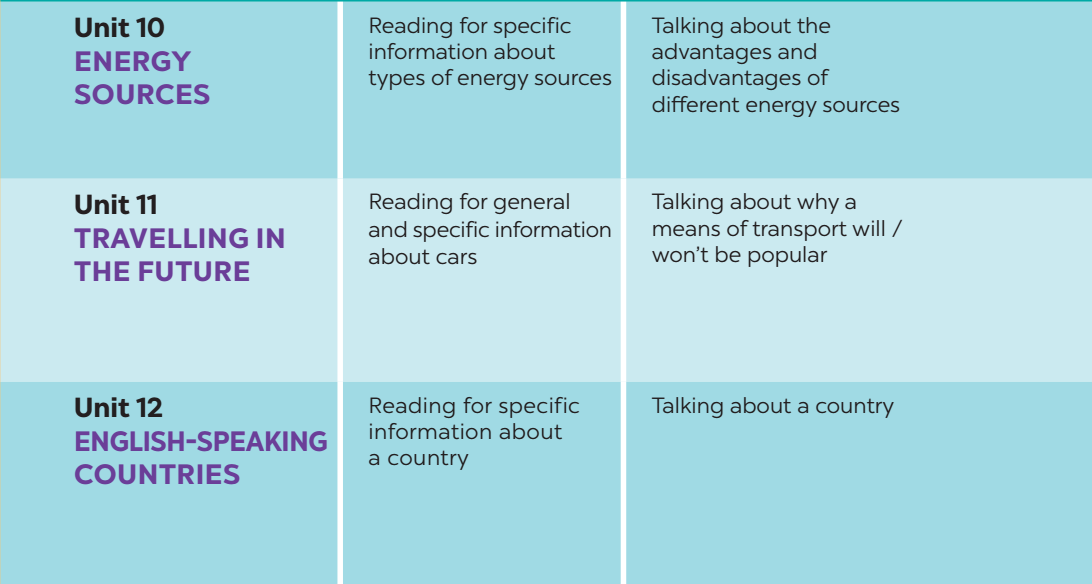 Unit 10
ENERGY
SOURCES
Reading for specific
information about
types of energy sources
Talking about the
advantages and
disadvantages of
different energy sources
Unit 11
TRAVELLING IN
THE FUTURE
Reading for general
and specific information
about cars
Talking about why a
means of transport will /
won't be popular
Unit 12
ENGLISH-SPEAKING
COUNTRIES
Reading for specific
information about
a country
Talking about a country